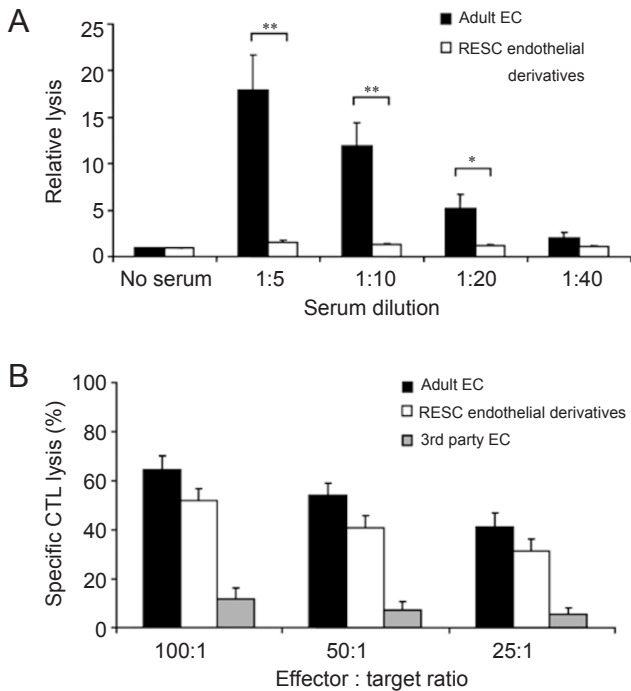 A
Adult EC
RESC endothelial
derivatives
**
**
*
25
20
15
10
5
0
Relative lysis
No serum 1:5 1:10 1:20 1:40
Serum dilution
B
Adult EC
RESC endothelial derivatives
3rd party EC
100
80
60
40
20
0
Specific CTL lysis (%)
100:1 50:1 25:1
Effector : target ratio